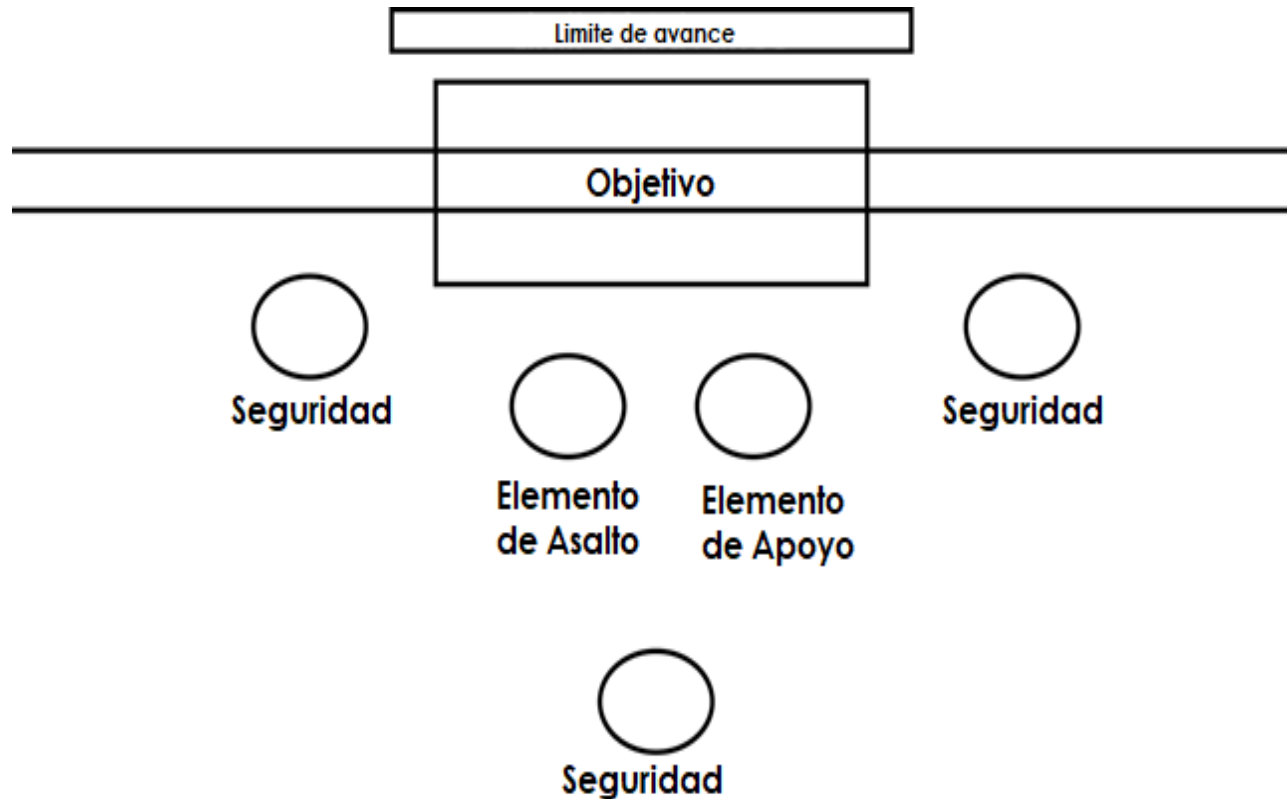 Limite de avance
Objetivo
Seguridad
Seguridad
Elemento
de Asalto
Elemento
de Apoyo
Seguridad